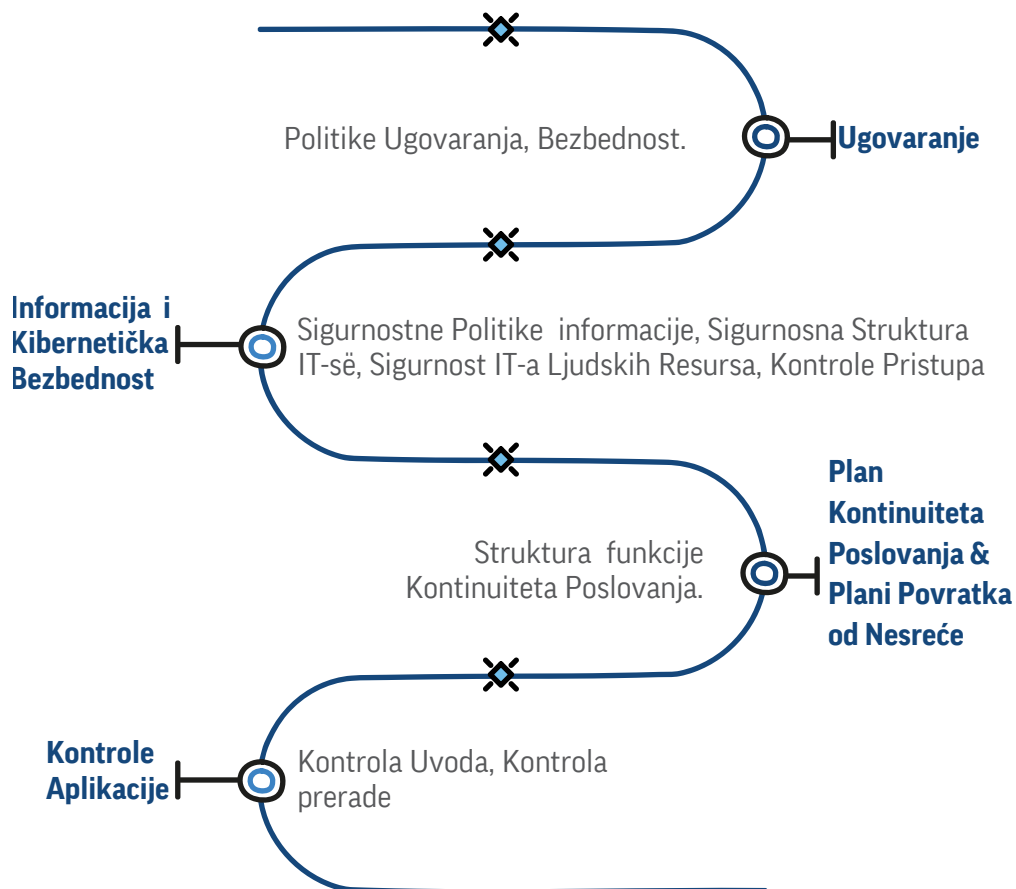 Politike Ugovaranja, Bezbednost.
Ugovaranje
Informacija i
Kibernetička
Bezbednost
Sigurnostne Politike informacije, Sigurnosna Struktura
IT-së, Sigurnost IT-a Ljudskih Resursa, Kontrole Pristupa
Struktura funkcije
Kontinuiteta Poslovanja.
Plan
Kontinuiteta
Poslovanja &
Plani Povratka
od Nesreće
Kontrole
Aplikacije
Kontrola Uvoda, Kontrola
prerade